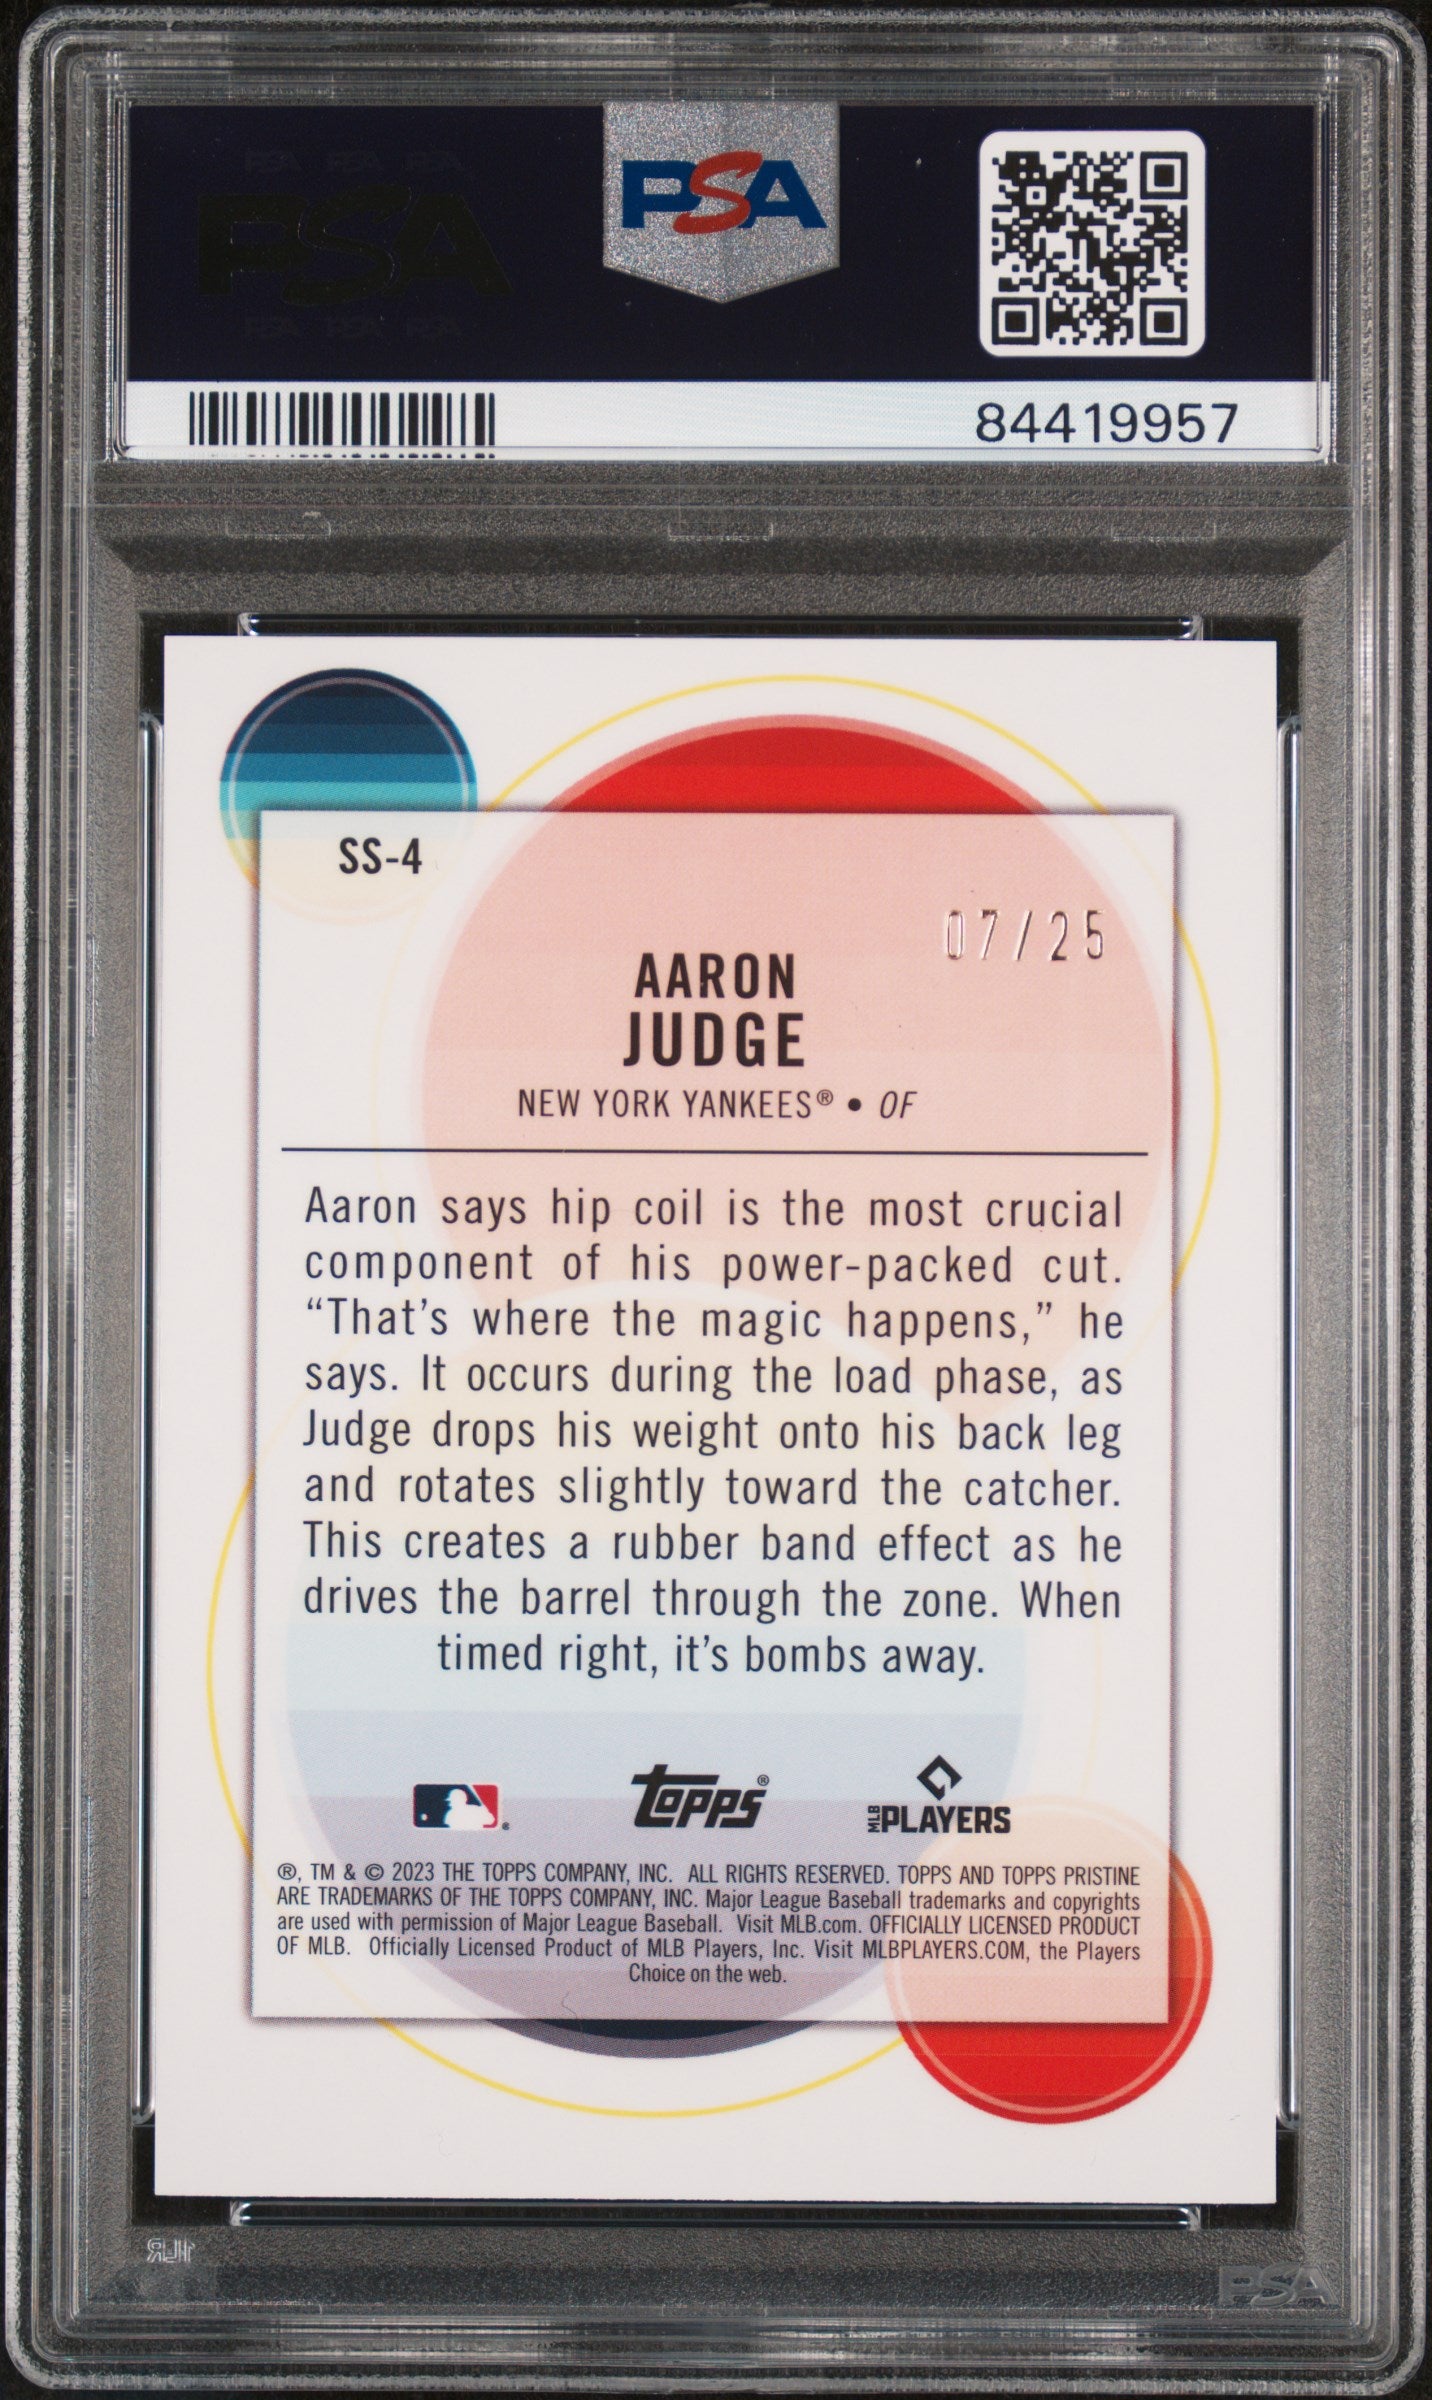 PSA PSA PSA
PSA
PSA PSA PSA
PSA
84419957
SS-4
07/25
AARON
JUDGE
NEW YORK YANKEES® • OF
Aaron says hip coil is the most crucial
component of his power-packed cut.
“That’s where the magic happens,” he
says. It occurs during the load phase, as
Judge drops his weight onto his back leg
and rotates slightly toward the catcher.
This creates a rubber band effect as he
drives the barrel through the zone. When
timed right, it’s bombs away.
topps®
MLB PLAYERS
®, TM & © 2023 THE TOPPS COMPANY, INC. ALL RIGHTS RESERVED. TOPPS AND TOPPS PRISTINE
ARE TRADEMARKS OF THE TOPPS COMPANY, INC. Major League Baseball trademarks and copyrights
are used with permission of Major League Baseball. Visit MLB.com. OFFICIALLY LICENSED PRODUCT
OF MLB. Officially Licensed Product of MLB Players, Inc. Visit MLBPLAYERS.COM, the Players
Choice on the web.
PSA